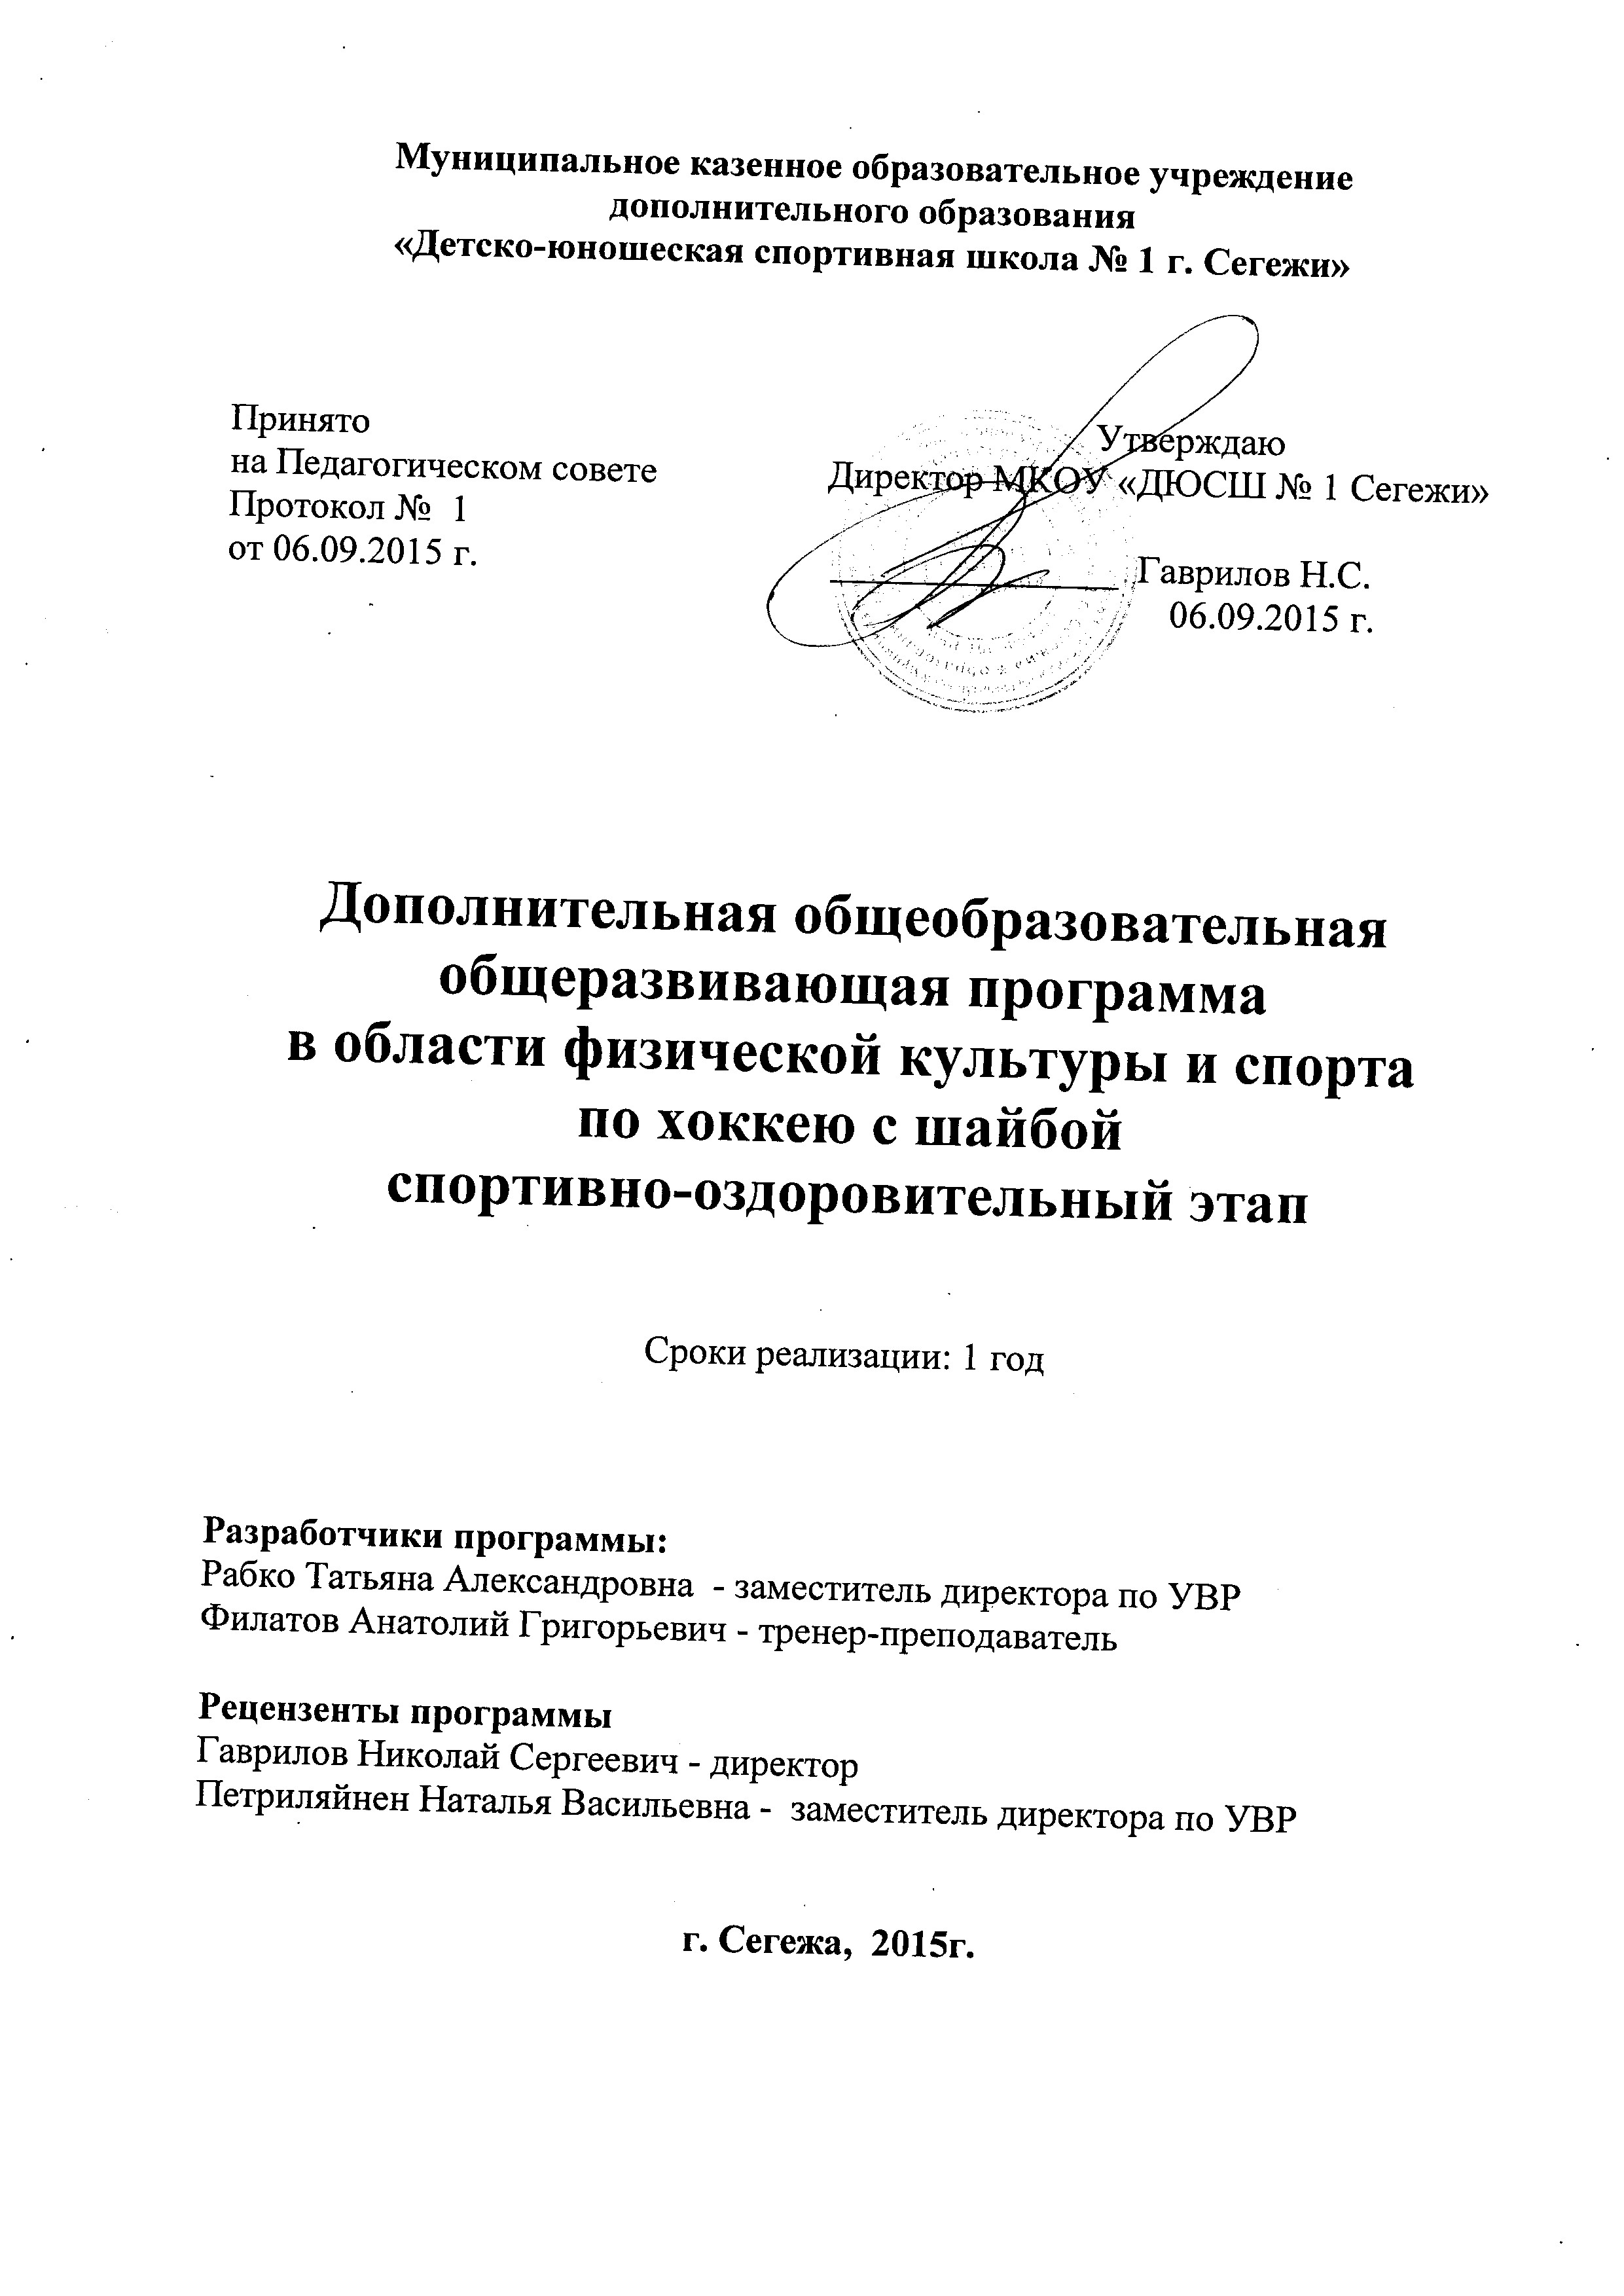 Муниципальное казенное образовательное учреждение
дополнительного образования
«Детско-юношеская спортивная школа № 1 г. Сегежи»
Принято
на Педагогическом совете
Протокол № 1
от 06.09.2015 г.
Утверждаю
Директор МКОУ «ДЮСШ № 1 Сегежи»
Гаврилов Н.С.
06.09.2015 г.
Дополнительная общеобразовательная
общеразвивающая программа
в области физической культуры и спорта
по хоккею с шайбой
спортивно-оздоровительный этап
Сроки реализации: 1 год
Разработчики программы:
Рабко Татьяна Александровна - заместитель директора по УВР
Филатов Анатолий Григорьевич - тренер-преподаватель
Рецензенты программы
Гаврилов Николай Сергеевич - директор
Петриляйнен Наталья Васильевна - заместитель директора по УВР
г. Сегежа, 2015г.